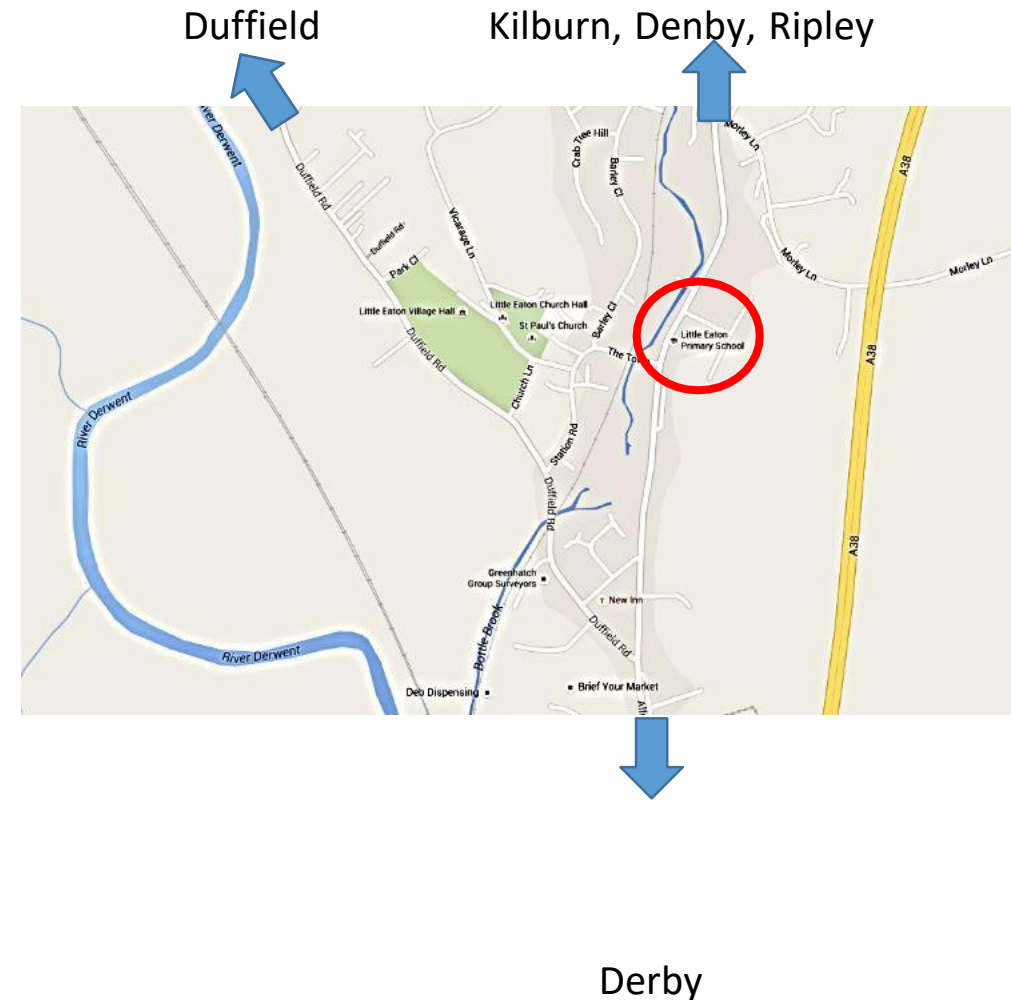 Duffield
Kilburn, Denby, Ripley
River Derwent
Duffield Rd
Duffield Rd
Park Cl
Vicarage Ln
Crab Tree Hill
Barley Cl
Morley Ln
A38
Morley Ln
Morley Ln
Little Eaton Village Hall
Little Eaton Church Hall
St Paul's Church
Barley Cl
The Town
Little Eaton
Primary School
Duffield Rd
Church Ln
A38
River Derwent
Station Rd
Duffield Rd
A38
Greenhatch
Group Surveyors
New Inn
Bottle Brook
Duffield Rd
River Derwent
Deb Dispensing
Brief Your Market
Derby